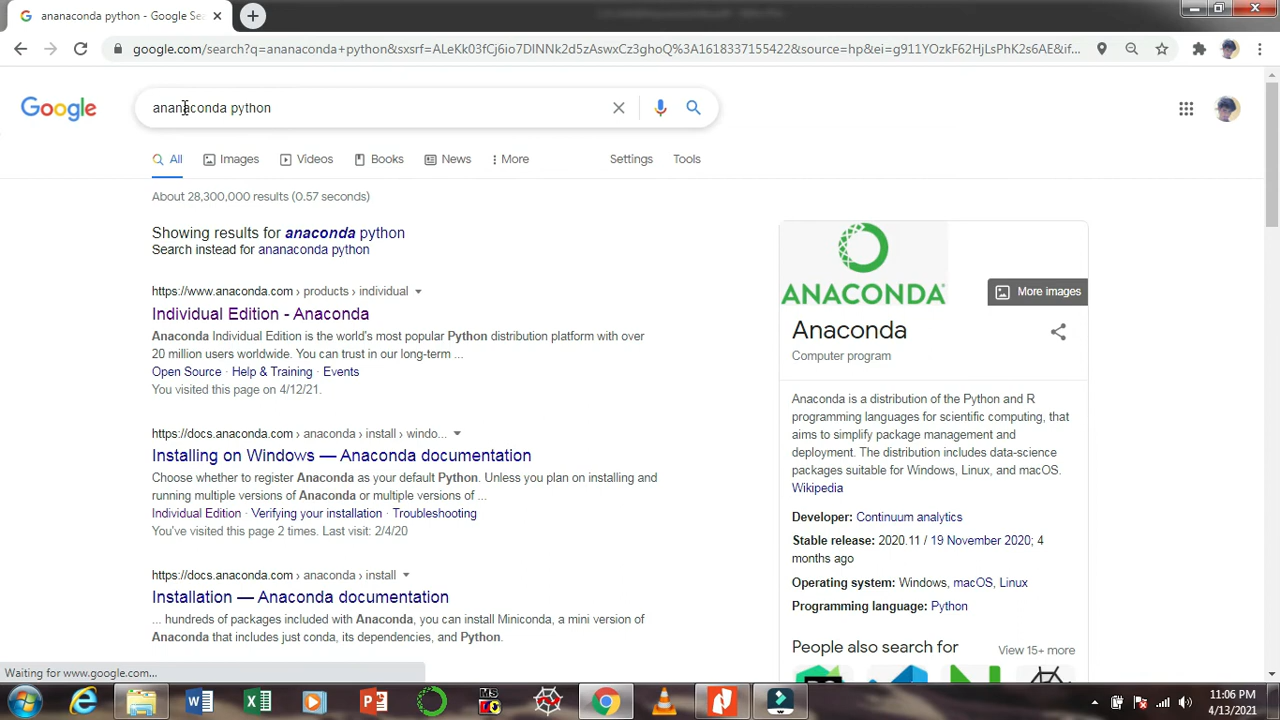 ananaconda python - Google Sea
google.com/search?q=ananaconda+python&sxsrf=ALeKk03fCj6io7DINNk2d5zAswxCz3ghoQ%3A1618337155422&source=hp&ei=g911YOzkF62HjLsPhK2s6AE&if...
Google
ananaconda python
All
Images
Videos
Books
News
More
Settings
Tools
About 28,300,000 results (0.57 seconds)
Showing results for anaconda python
Search instead for ananaconda python
https://www.anaconda.com › products › individual
Individual Edition - Anaconda
Anaconda Individual Edition is the world's most popular Python distribution platform with over
20 million users worldwide. You can trust in our long-term ...
Open Source · Help & Training · Events
You visited this page on 4/12/21.
https://docs.anaconda.com › anaconda › install › windo...
Installing on Windows — Anaconda documentation
Choose whether to register Anaconda as your default Python. Unless you plan on installing and
running multiple versions of Anaconda or multiple versions of ...
Individual Edition · Verifying your installation · Troubleshooting
You've visited this page 2 times. Last visit: 2/4/20
https://docs.anaconda.com › anaconda › install
Installation — Anaconda documentation
... hundreds of packages included with Anaconda, you can install Miniconda, a mini version of
Anaconda that includes just conda, its dependencies, and Python.
ANACONDA
More images
Anaconda
Computer program
Anaconda is a distribution of the Python and R
programming languages for scientific computing, that
aims to simplify package management and
deployment. The distribution includes data-science
packages suitable for Windows, Linux, and macOS.
Wikipedia
Developer: Continuum analytics
Stable release: 2020.11 / 19 November 2020; 4
months ago
Operating system: Windows, macOS, Linux
Programming language: Python
People also search for
View 15+ more
Waiting for www.google.com...
11:06 PM
4/13/2021